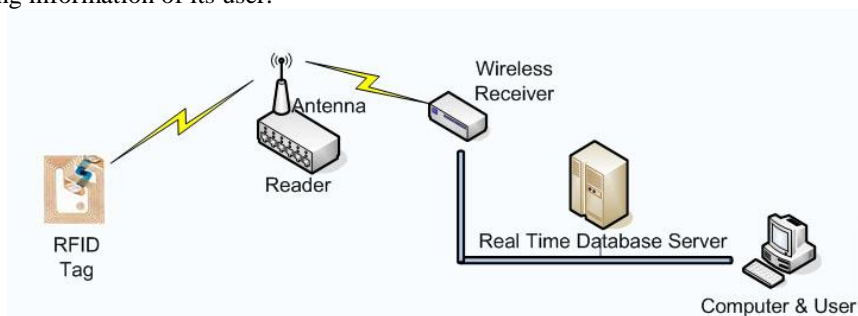 ng information of its user.
Wireless
Receiver
Antenna
Reader
RFID
Tag
Real Time Database Server
Computer & User